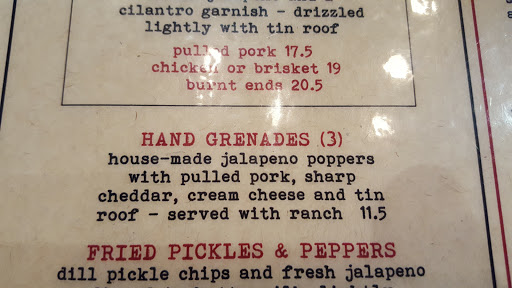 cilantro garnish - drizzled
lightly with tin roof
pulled pork 17.5
chicken or brisket 19
burnt ends 20.5
HAND GRENADES (3)
house-made jalapeno poppers
with pulled pork, sharp
cheddar, cream cheese and tin
roof - served with ranch 11.5
FRIED PICKLES & PEPPERS
dill pickle chips and fresh jalapeno